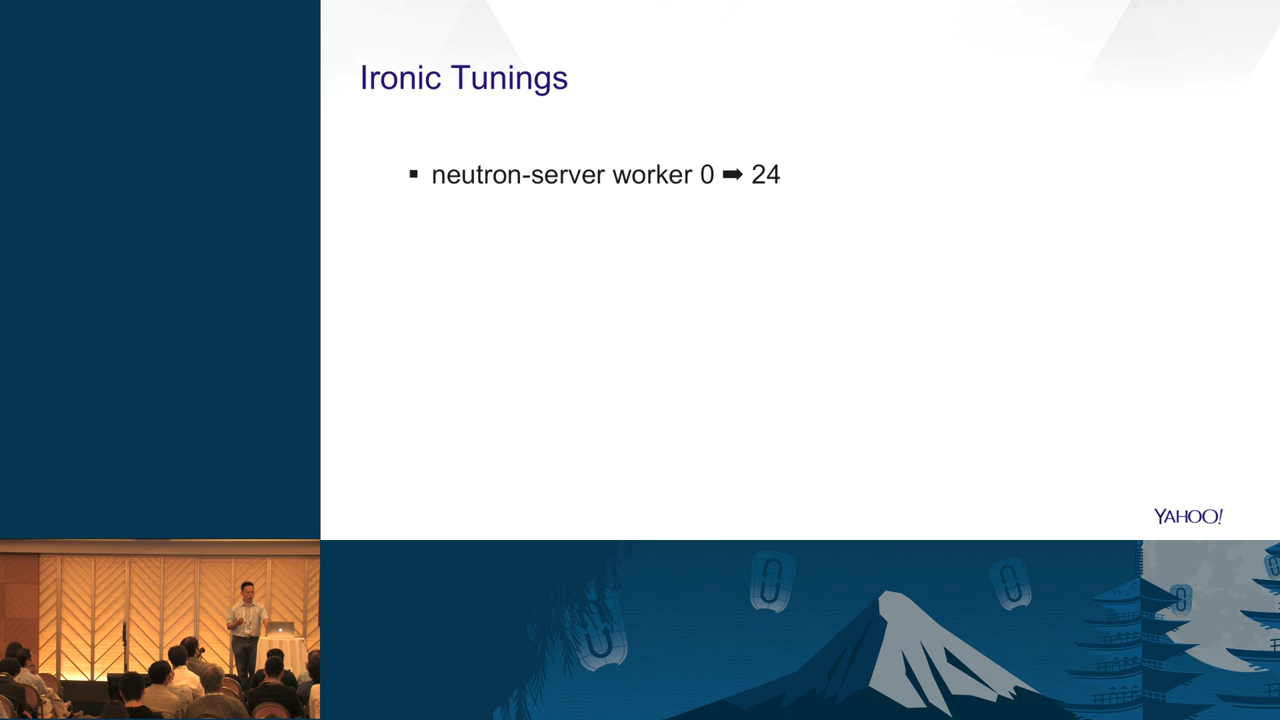 Ironic Tunings
▪ neutron-server worker 0 ➡ 24
YAHOO!